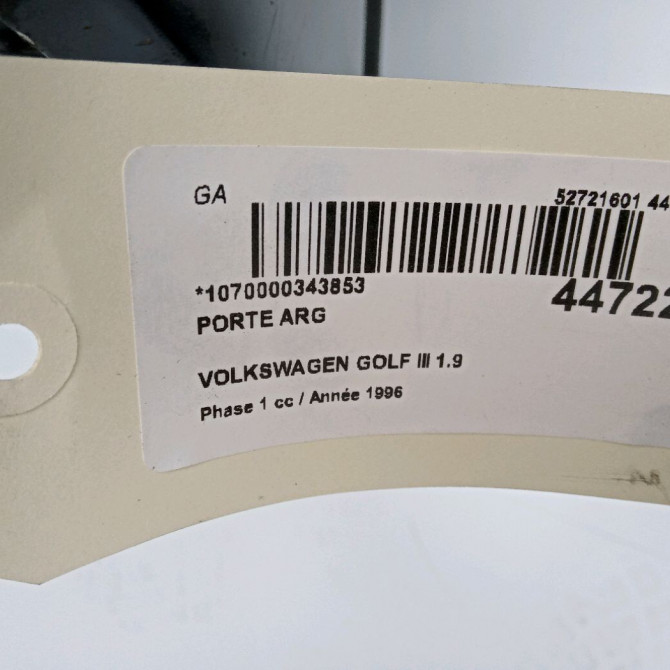 GA
52721601 44
*1070000343853
44722
PORTE ARG
VOLKSWAGEN GOLF III 1.9
Phase 1 cc / Année 1996